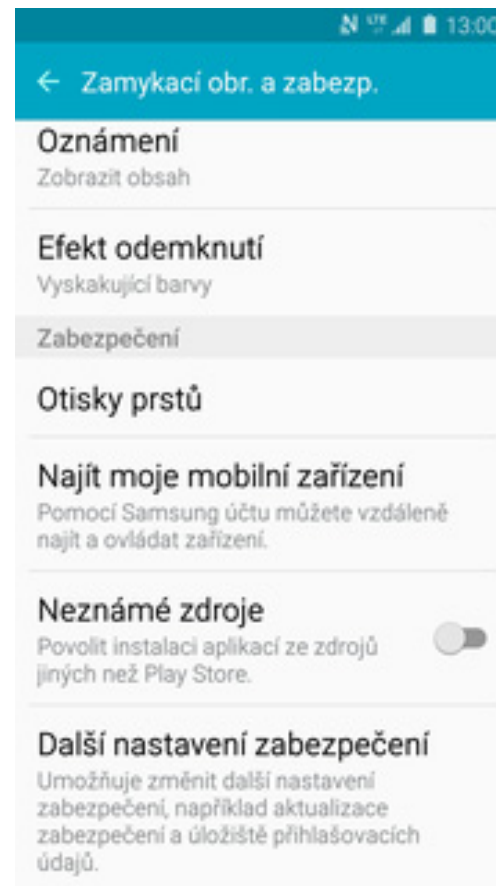 LTE 13:00
Zamykací obr. a zabezp.
Oznámení
Zobrazit obsah
Efekt odemknutí
Vyskakující barvy
Zabezpečení
Otisky prstů
Najít moje mobilní zařízení
Pomocí Samsung účtu můžete vzdáleně
najít a ovládat zařízení.
Neznámé zdroje
Povolit instalaci aplikací ze zdrojů
jiných než Play Store.
Další nastavení zabezpečení
Umožňuje změnit další nastavení
zabezpečení, například aktualizace
zabezpečení a úložiště přihlašovacích
údajů.